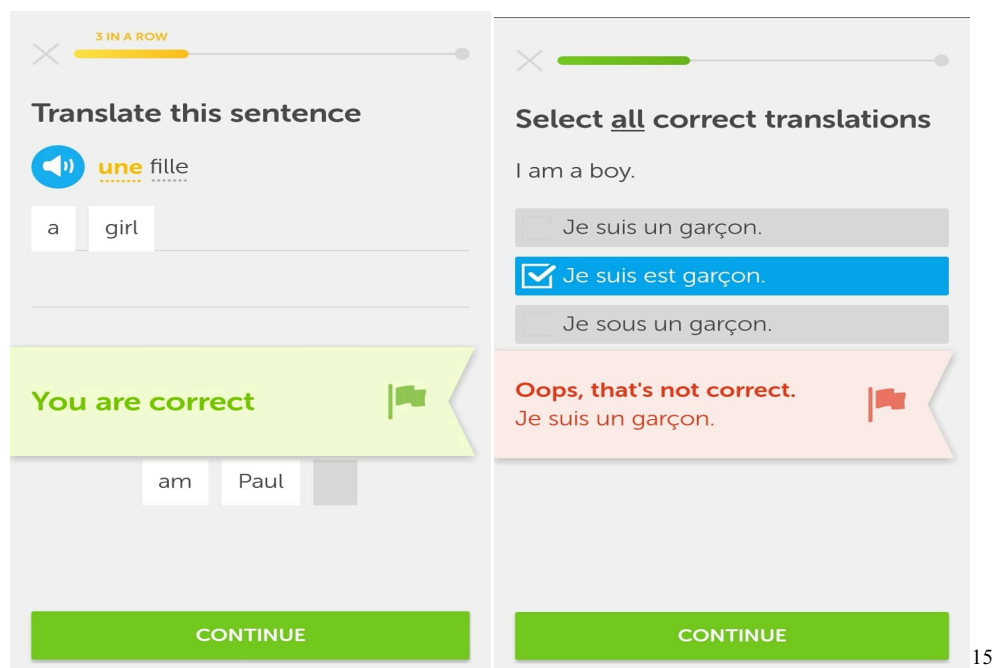 3 IN A ROW
Translate this sentence
une fille
a girl
You are correct
am Paul
CONTINUE
Select all correct translations
I am a boy.
Je suis un garçon.
Je suis est garçon.
Je sous un garçon.
Oops, that's not correct.
Je suis un garçon.
CONTINUE
15